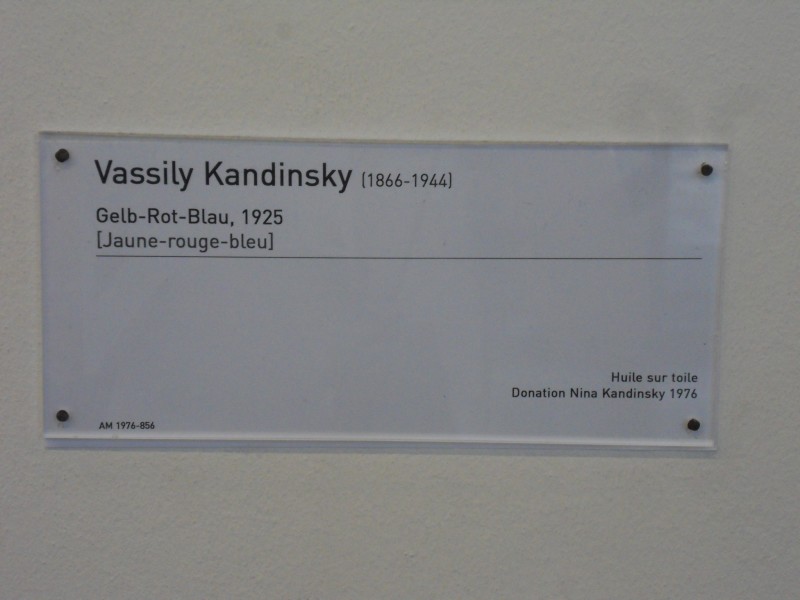 Vassily Kandinsky (1866-1944)
Gelb-Rot-Blau, 1925
[Jaune-rouge-bleu]
Huile sur toile
Donation Nina Kandinsky 1976
AM 1976-856